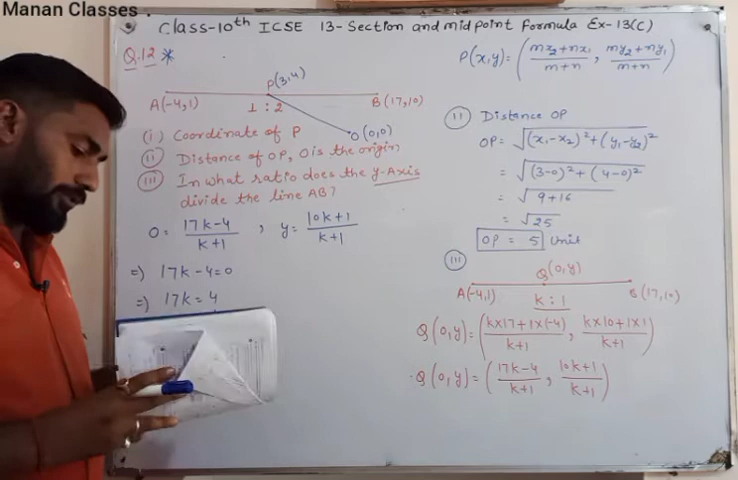 Manan Classes .
Class-10th ICSE 13-Section and midpoint Formula Ex-13(C)
Q.12 *
P(x,y) = (mx₂+nx₁/m+n , my₂+ny₁/m+n)
P(3,4)
A(-4,1) 1 : 2 B(17,10)
O(0,0)
(i) Coordinate of P
(ii) Distance of OP, O is the origin
(iii) In what ratio does the y-Axis
divide the line AB?
0 = 17k-4/k+1 , y = 10k+1/k+1
=) 17k-4=0
=) 17k = 4
(ii) Distance OP
OP = √(x₁-x₂)²+(y₁-y₂)²
= √(3-0)²+(4-0)²
= √9+16
= √25
OP = 5 Unit
(iii)
Q(0,y)
A(-4,1) k : 1 B(17,10)
Q(0,y) = (k×17+1×(-4)/k+1 , k×10+1×1/k+1)
Q(0,y) = (17k-4/k+1 , 10k+1/k+1)